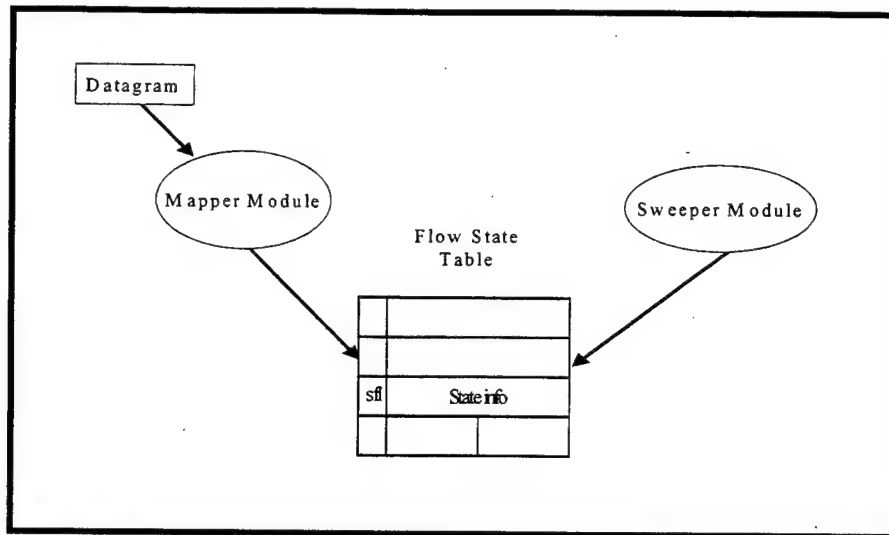 Datagram
Mapper Module
Sweeper Module
Flow State
Table
sfl
State info